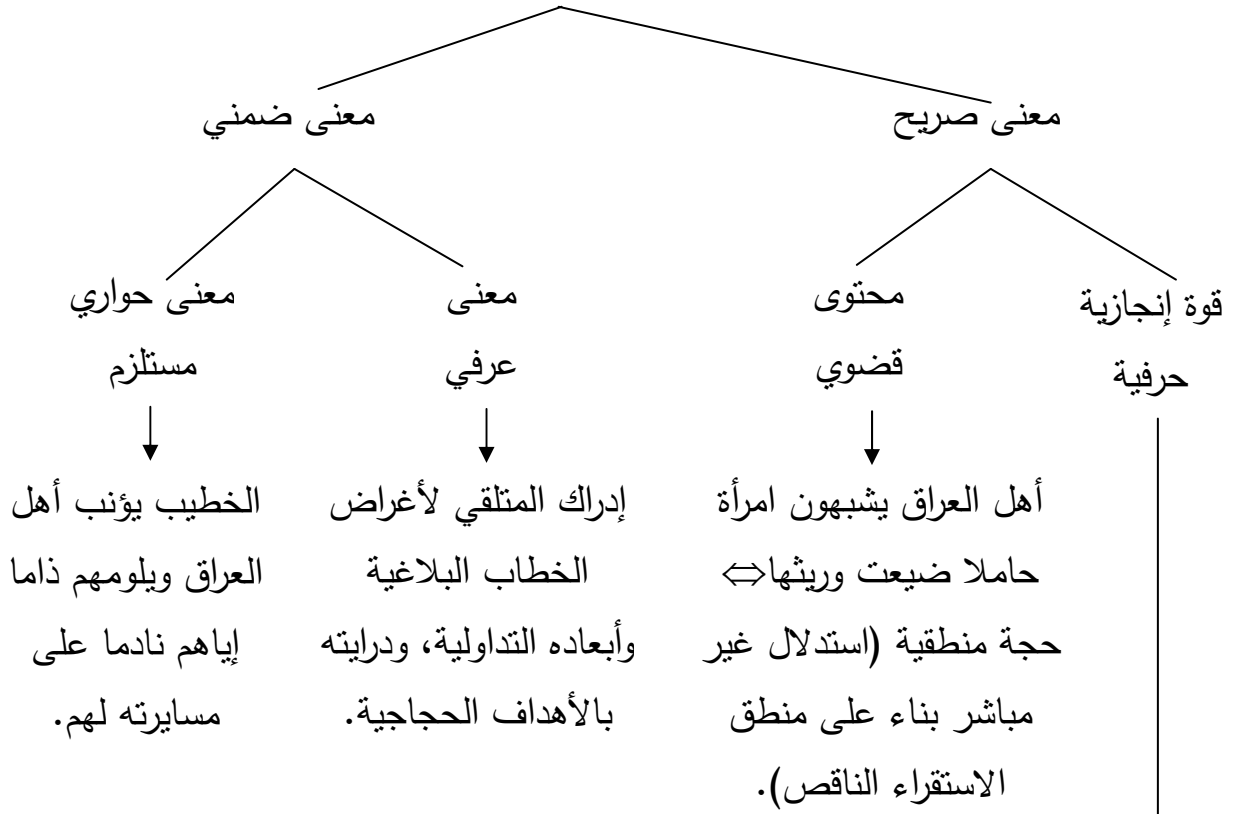 معنى صريح
معنى ضمني
قوة إنجازية
حرفية
محتوى
قضوي
معنى
عرفي
معنى حواري
مستلزم
أهل العراق يشبهون امرأة
حاملا ضيعت وريثها⇔
حجة منطقية (استدلال غير
مباشر بناء على منطق
الاستقراء الناقص).
إدراك المتلقي لأغراض
الخطاب البلاغية
وأبعاده التداولية، ودرايته
بالأهداف الحجاجية.
الخطيب يؤنب أهل
العراق ويلومهم ذاما
إياهم نادما على
مسايرته لهم.